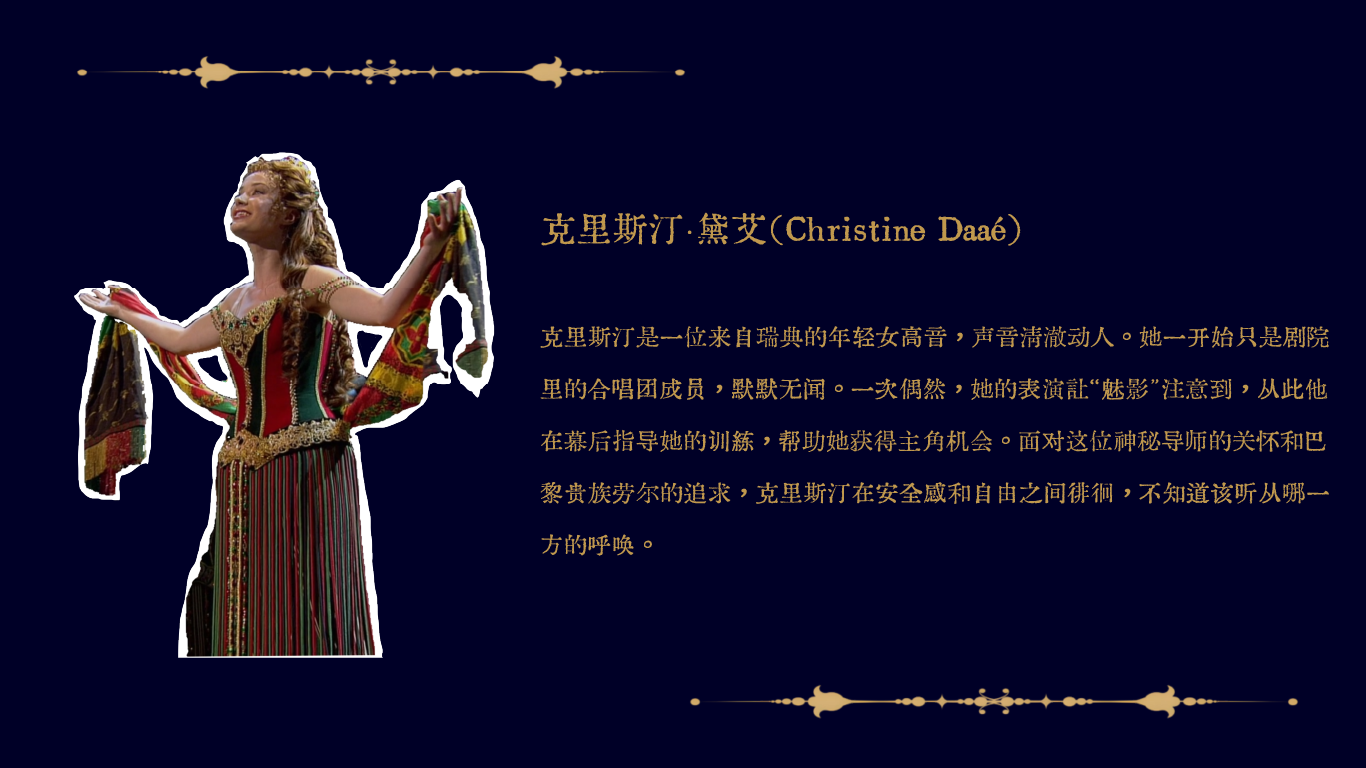 克里斯汀·黛艾(Christine Daaé)
克里斯汀是一位来自瑞典的年轻女高音，声音清澈动人。她一开始只是剧院
里的合唱团成员，默默无闻。一次偶然，她的表演让“魅影”注意到，从此他
在幕后指导她的训练，帮助她获得主角机会。面对这位神秘导师的关怀和巴
黎贵族劳尔的追求，克里斯汀在安全感和自由之间徘徊，不知道该听从哪一
方的呼唤。